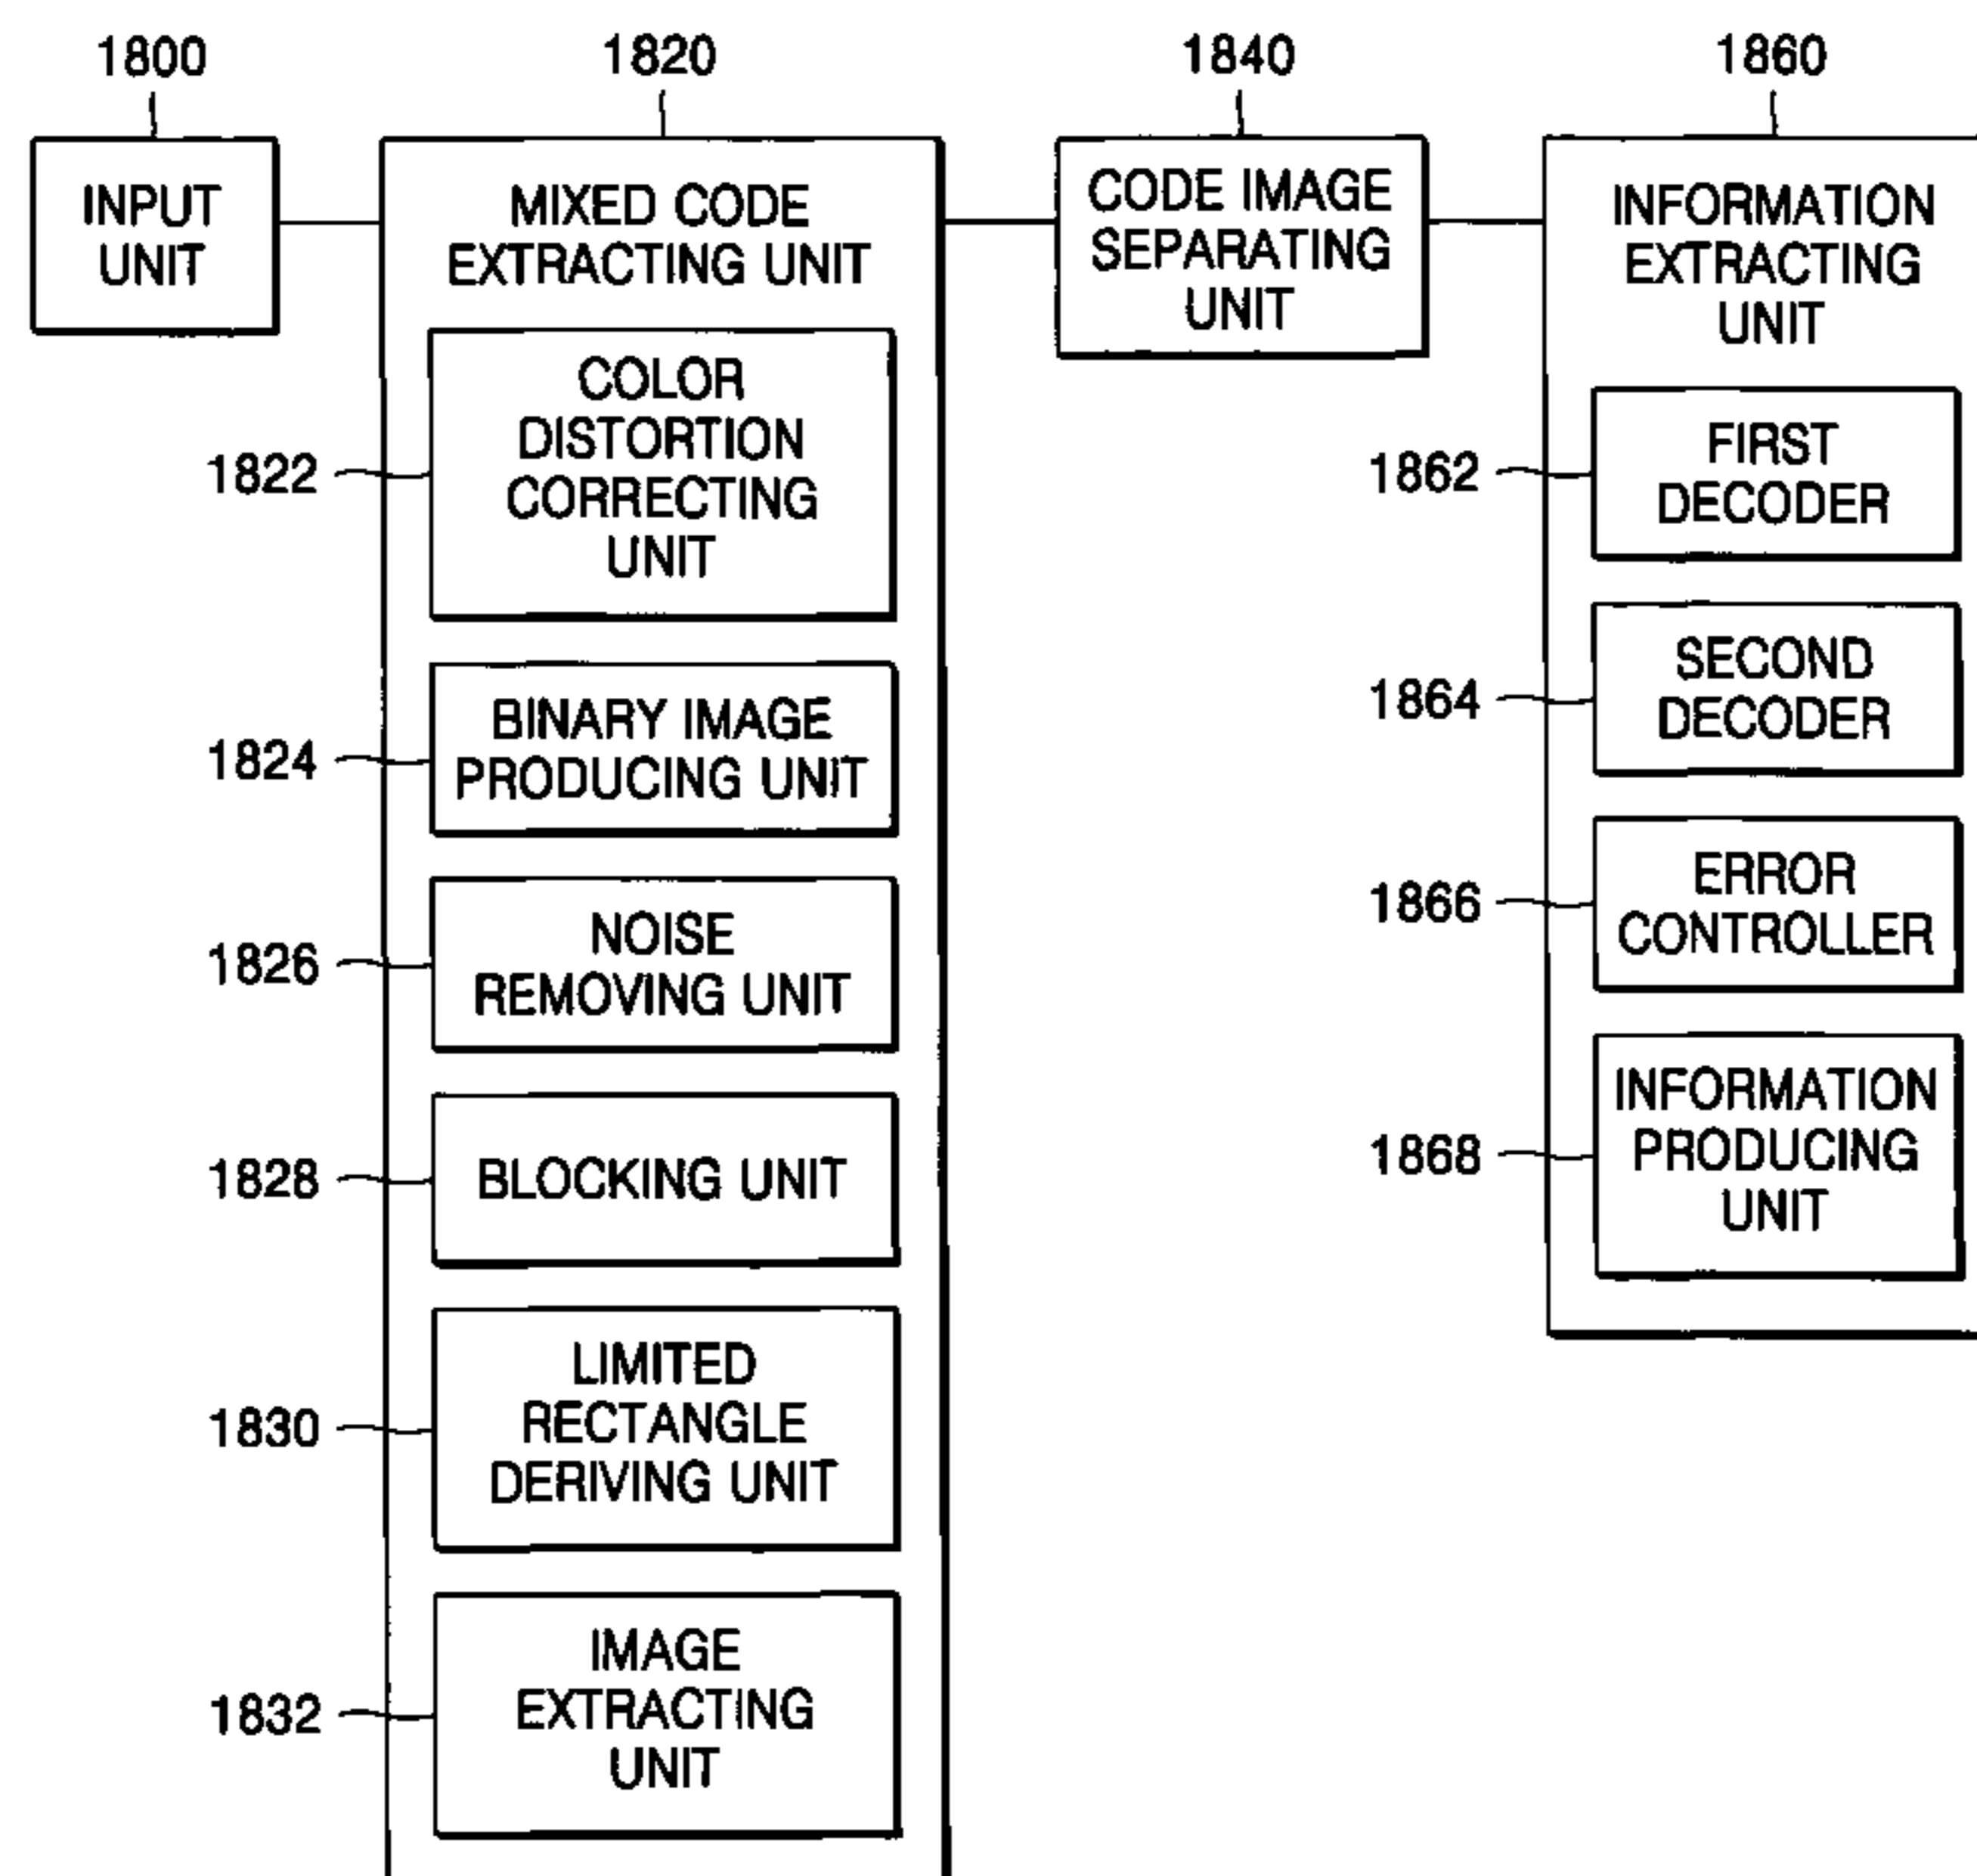 1800
1820
1840
1860
INPUT
UNIT
MIXED CODE
EXTRACTING UNIT
CODE IMAGE
SEPARATING
UNIT
INFORMATION
EXTRACTING
UNIT
1822
COLOR
DISTORTION
CORRECTING
UNIT
1824
BINARY IMAGE
PRODUCING UNIT
1826
NOISE
REMOVING UNIT
1828
BLOCKING UNIT
1830
LIMITED
RECTANGLE
DERIVING UNIT
1832
IMAGE
EXTRACTING
UNIT
1862
FIRST
DECODER
1864
SECOND
DECODER
1866
ERROR
CONTROLLER
1868
INFORMATION
PRODUCING
UNIT